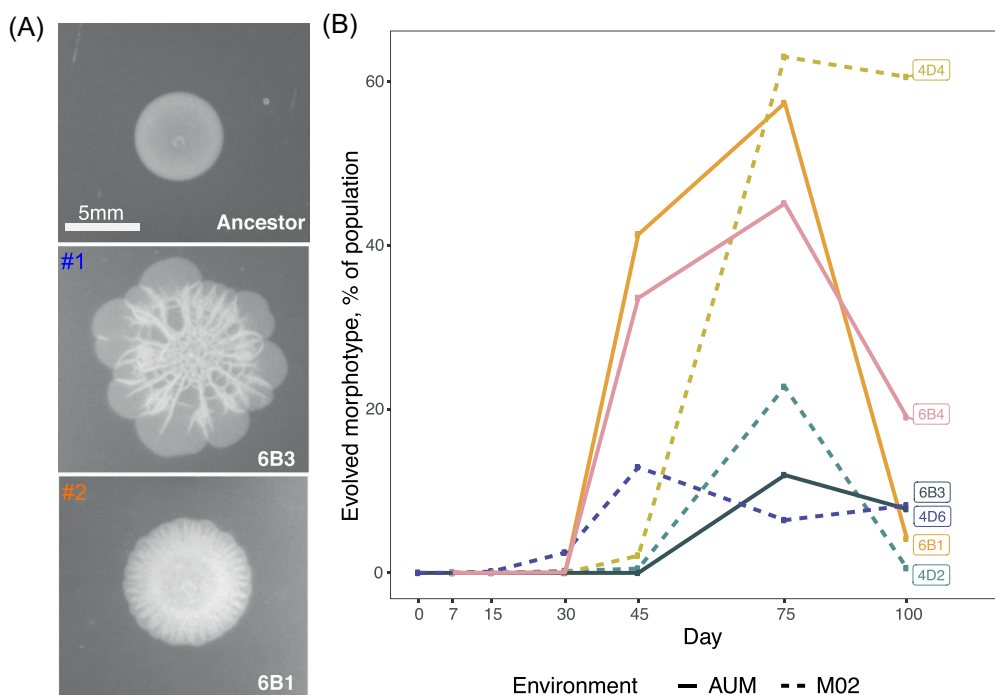 (A)
5mm
Ancestor
#1
6B3
#2
6B1
(B)
Evolved morphotype, % of population
60
40
20
0
4D4
6B4
6B3
4D6
6B1
4D2
0 7 15 30 45 75 100
Day
Environment AUM M02